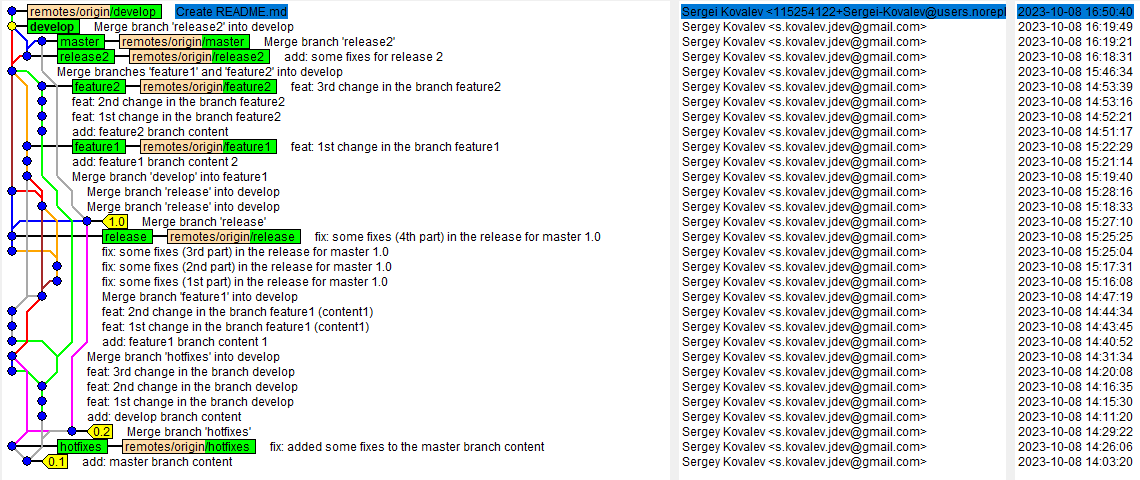 remotes/origin/develop Create README.md Sergei Kovalev <115254122+Sergei-Kovalev@users.norepl 2023-10-08 16:50:40
develop Merge branch 'release2' into develop Sergey Kovalev <s.kovalev.jdev@gmail.com> 2023-10-08 16:19:49
master remotes/origin/master Merge branch 'release2' Sergey Kovalev <s.kovalev.jdev@gmail.com> 2023-10-08 16:19:21
release2 remotes/origin/release2 add: some fixes for release 2 Sergey Kovalev <s.kovalev.jdev@gmail.com> 2023-10-08 16:18:31
Merge branches 'feature1' and 'feature2' into develop Sergey Kovalev <s.kovalev.jdev@gmail.com> 2023-10-08 15:46:34
feature2 remotes/origin/feature2 feat: 3rd change in the branch feature2 Sergey Kovalev <s.kovalev.jdev@gmail.com> 2023-10-08 14:53:39
feat: 2nd change in the branch feature2 Sergey Kovalev <s.kovalev.jdev@gmail.com> 2023-10-08 14:53:16
feat: 1st change in the branch feature2 Sergey Kovalev <s.kovalev.jdev@gmail.com> 2023-10-08 14:52:21
add: feature2 branch content Sergey Kovalev <s.kovalev.jdev@gmail.com> 2023-10-08 14:51:17
feature1 remotes/origin/feature1 feat: 1st change in the branch feature1 Sergey Kovalev <s.kovalev.jdev@gmail.com> 2023-10-08 15:22:29
add: feature1 branch content 2 Sergey Kovalev <s.kovalev.jdev@gmail.com> 2023-10-08 15:21:14
Merge branch 'develop' into feature1 Sergey Kovalev <s.kovalev.jdev@gmail.com> 2023-10-08 15:19:40
Merge branch 'release' into develop Sergey Kovalev <s.kovalev.jdev@gmail.com> 2023-10-08 15:28:16
Merge branch 'release' into develop Sergey Kovalev <s.kovalev.jdev@gmail.com> 2023-10-08 15:18:33
1.0 Merge branch 'release' Sergey Kovalev <s.kovalev.jdev@gmail.com> 2023-10-08 15:27:10
release remotes/origin/release fix: some fixes (4th part) in the release for master 1.0 Sergey Kovalev <s.kovalev.jdev@gmail.com> 2023-10-08 15:25:25
fix: some fixes (3rd part) in the release for master 1.0 Sergey Kovalev <s.kovalev.jdev@gmail.com> 2023-10-08 15:25:04
fix: some fixes (2nd part) in the release for master 1.0 Sergey Kovalev <s.kovalev.jdev@gmail.com> 2023-10-08 15:17:31
fix: some fixes (1st part) in the release for master 1.0 Sergey Kovalev <s.kovalev.jdev@gmail.com> 2023-10-08 15:16:08
Merge branch 'feature1' into develop Sergey Kovalev <s.kovalev.jdev@gmail.com> 2023-10-08 14:47:19
feat: 2nd change in the branch feature1 (content1) Sergey Kovalev <s.kovalev.jdev@gmail.com> 2023-10-08 14:44:34
feat: 1st change in the branch feature1 (content1) Sergey Kovalev <s.kovalev.jdev@gmail.com> 2023-10-08 14:43:45
add: feature1 branch content 1 Sergey Kovalev <s.kovalev.jdev@gmail.com> 2023-10-08 14:40:52
Merge branch 'hotfixes' into develop Sergey Kovalev <s.kovalev.jdev@gmail.com> 2023-10-08 14:31:34
feat: 3rd change in the branch develop Sergey Kovalev <s.kovalev.jdev@gmail.com> 2023-10-08 14:20:08
feat: 2nd change in the branch develop Sergey Kovalev <s.kovalev.jdev@gmail.com> 2023-10-08 14:16:35
feat: 1st change in the branch develop Sergey Kovalev <s.kovalev.jdev@gmail.com> 2023-10-08 14:15:30
add: develop branch content Sergey Kovalev <s.kovalev.jdev@gmail.com> 2023-10-08 14:11:20
0.2 Merge branch 'hotfixes' Sergey Kovalev <s.kovalev.jdev@gmail.com> 2023-10-08 14:29:22
hotfixes remotes/origin/hotfixes fix: added some fixes to the master branch content Sergey Kovalev <s.kovalev.jdev@gmail.com> 2023-10-08 14:26:06
0.1 add: master branch content Sergey Kovalev <s.kovalev.jdev@gmail.com> 2023-10-08 14:03:20